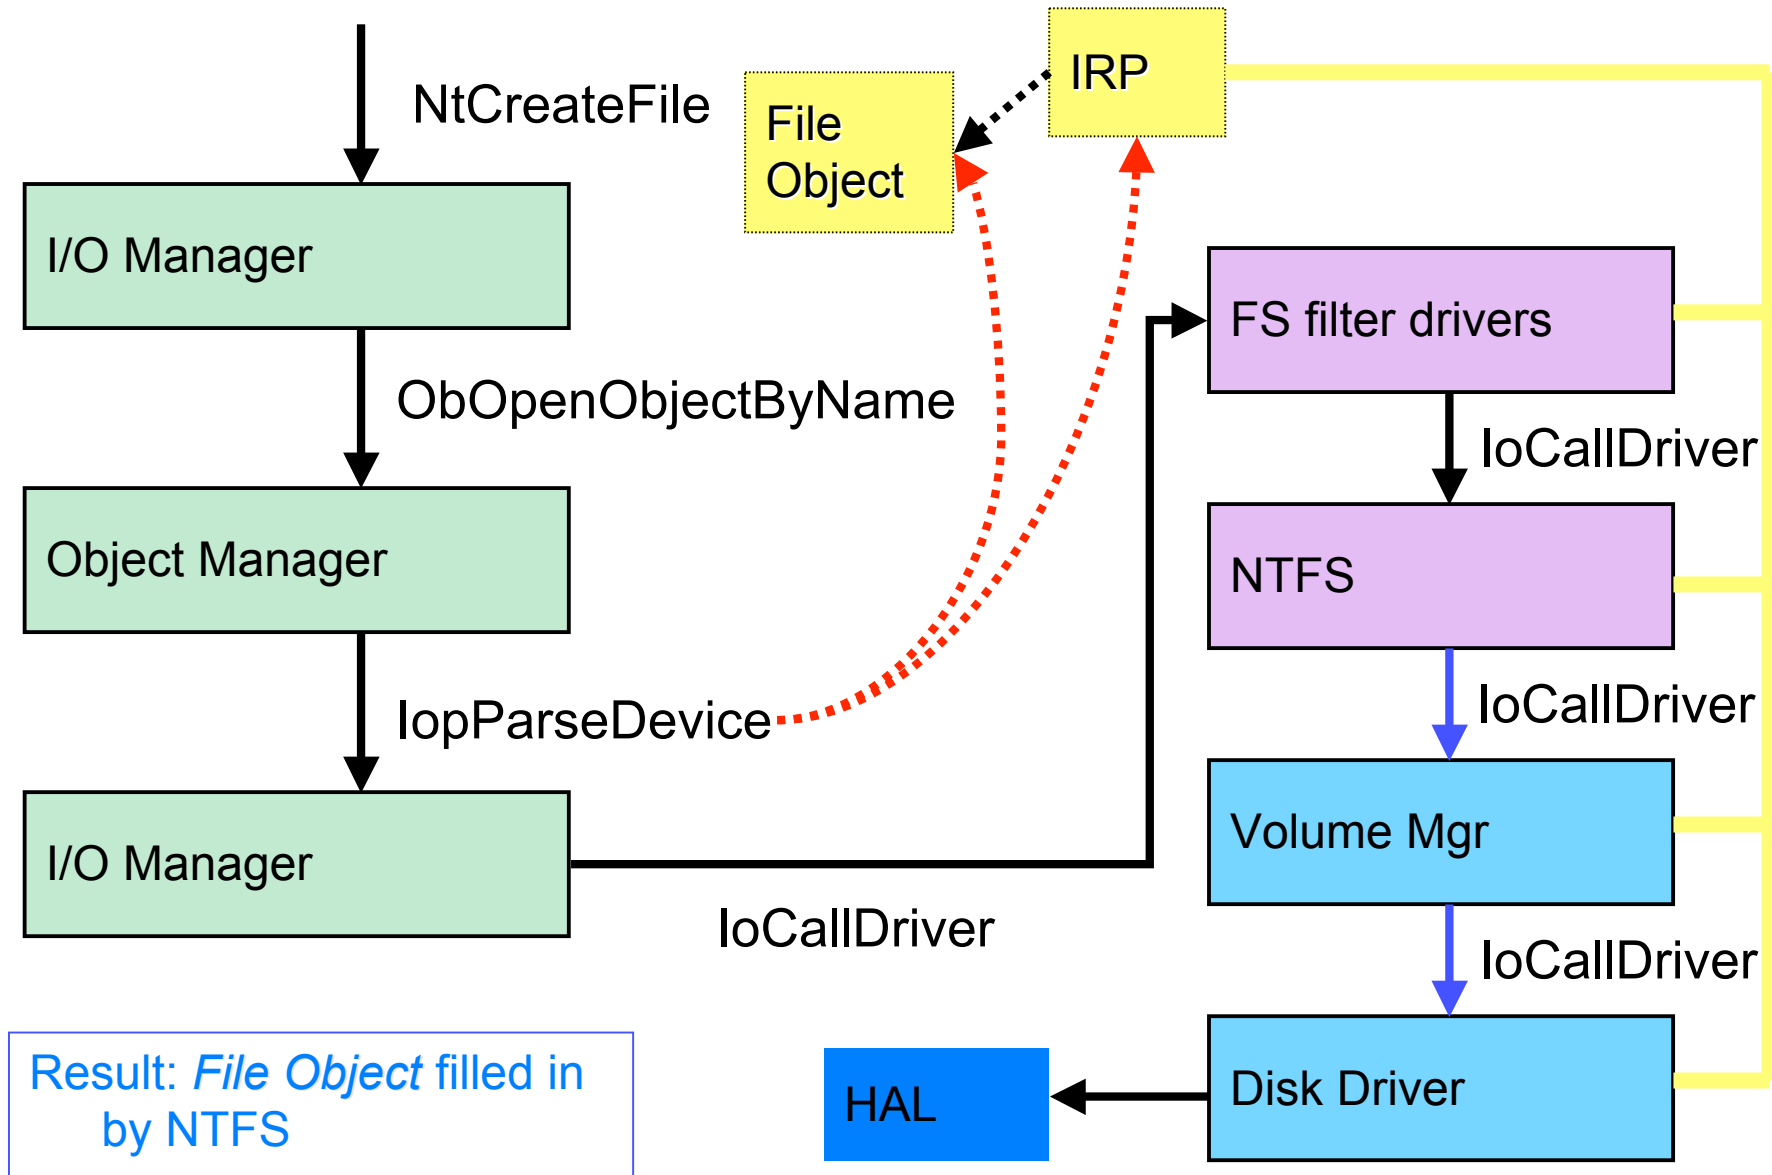 NtCreateFile
IRP
File
Object
I/O Manager
FS filter drivers
ObOpenObjectByName
IoCallDriver
Object Manager
NTFS
IopParseDevice
IoCallDriver
I/O Manager
Volume Mgr
IoCallDriver
IoCallDriver
Result: File Object filled in
by NTFS
HAL
Disk Driver